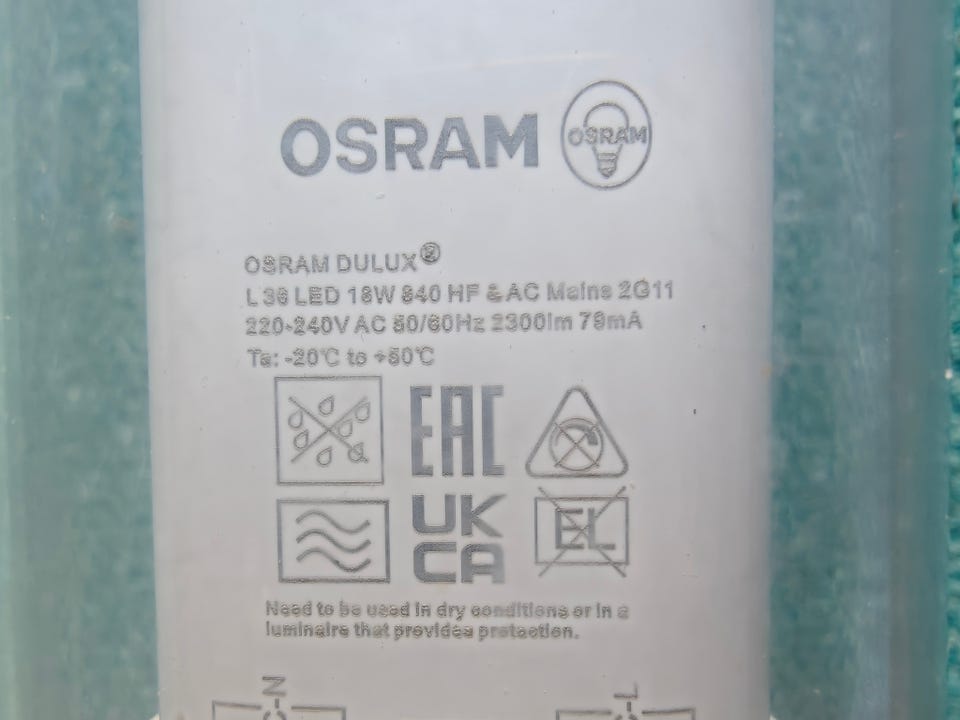 OSRAM OSRAM
OSRAM DULUX®
L 36 LED 18W 840 HF & AC Mains 2G11
220-240V AC 50/60Hz 2300lm 79mA
Ta: -20°C to +50°C
EAC
UK
CA
EL
Need to be used in dry conditions or in a
luminaire that provides protection.
N
L